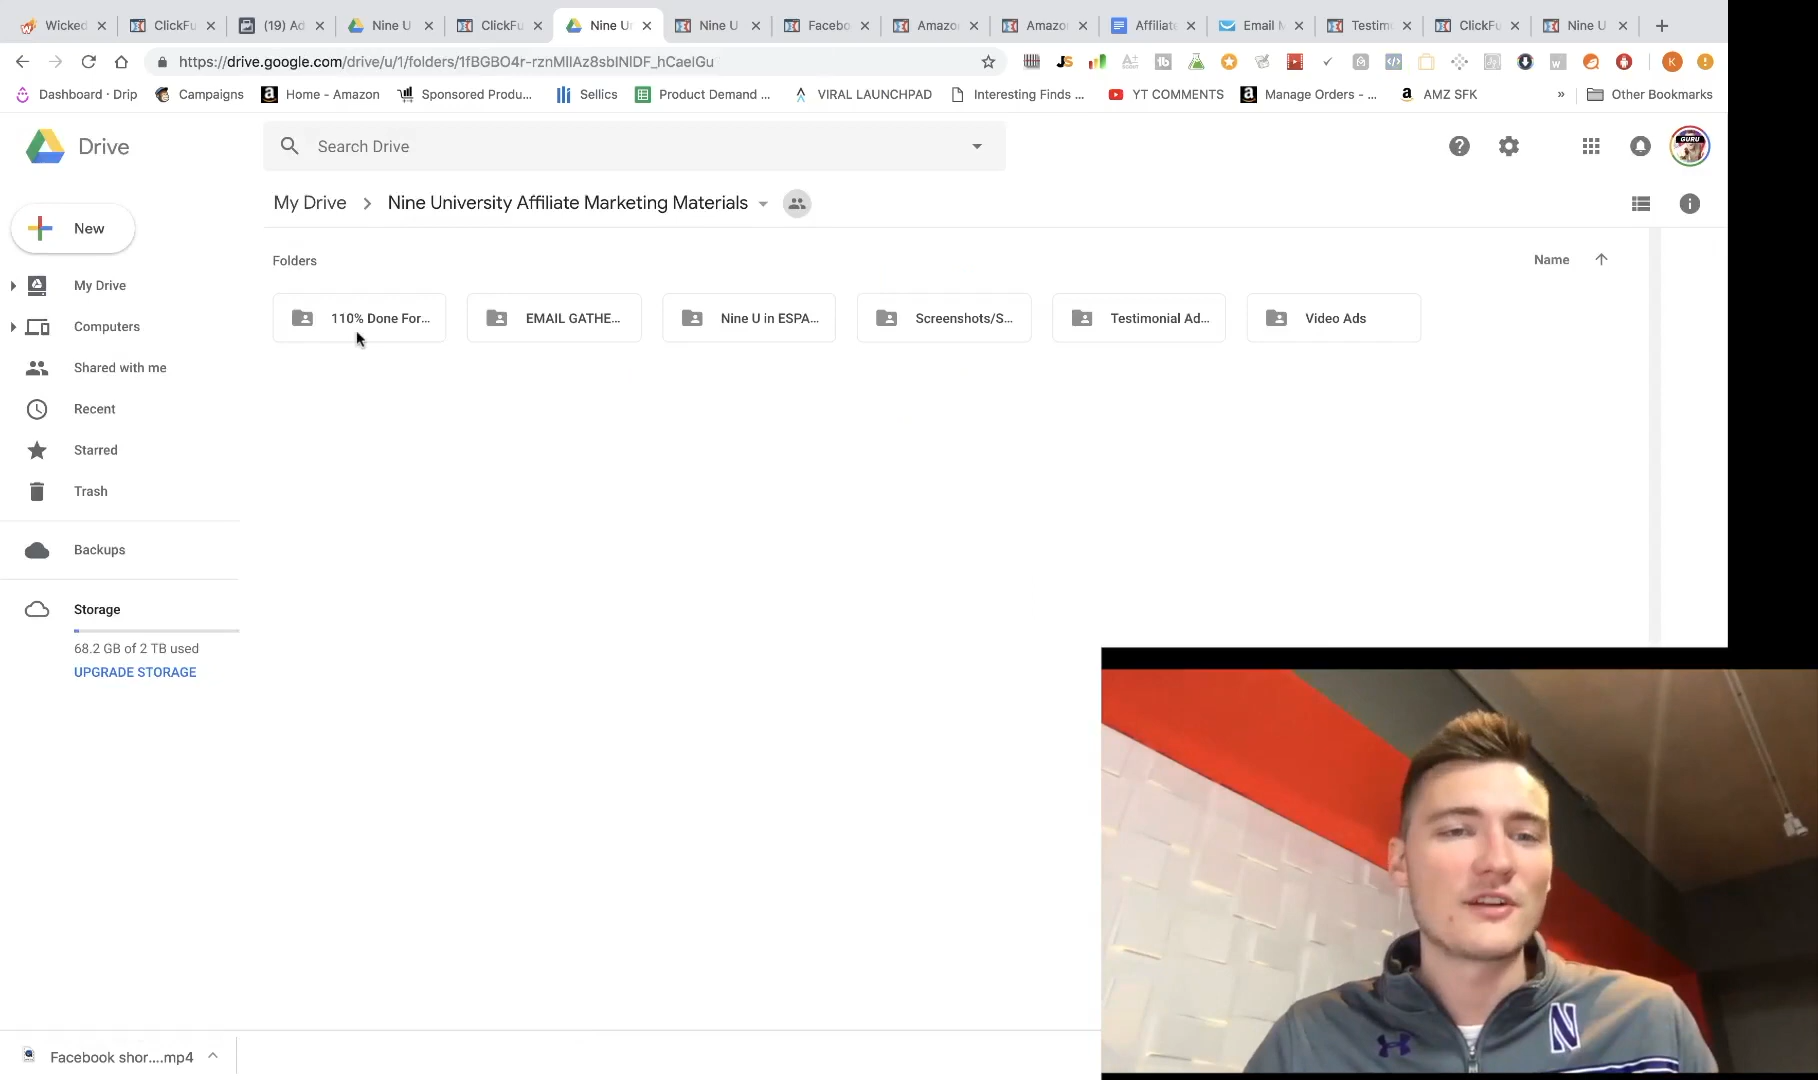 Wicked
ClickFu
(19) Ad
Nine U
ClickFu
Nine Un
Nine U
Facebo
Amazo
Amazo
Affiliate
Email M
Testim
ClickFu
Nine U
https://drive.google.com/drive/u/1/folders/1fBGBO4r-rznMllAz8sbINlDF_hCaelGu
Dashboard · Drip
Campaigns
Home - Amazon
Sponsored Produ...
Sellics
Product Demand ...
VIRAL LAUNCHPAD
Interesting Finds ...
YT COMMENTS
Manage Orders - ...
AMZ SFK
»
Other Bookmarks
Drive
Search Drive
GURU
My Drive > Nine University Affiliate Marketing Materials
New
Folders
Name
110% Done For...
EMAIL GATHE...
Nine U in ESPA...
Screenshots/S...
Testimonial Ad...
Video Ads
My Drive
Computers
Shared with me
Recent
Starred
Trash
Backups
Storage
68.2 GB of 2 TB used
UPGRADE STORAGE
Facebook shor....mp4
N